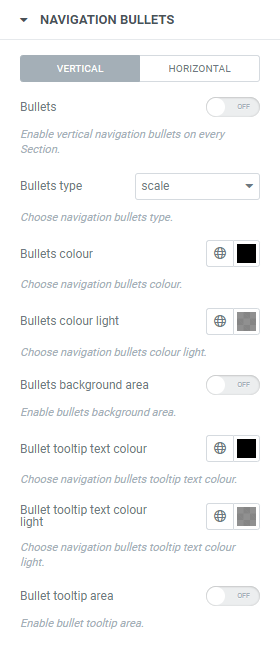 NAVIGATION BULLETS
VERTICAL HORIZONTAL
Bullets OFF
Enable vertical navigation bullets on every
Section.
Bullets type scale
Choose navigation bullets type.
Bullets colour
Choose navigation bullets colour.
Bullets colour light
Choose navigation bullets colour light.
Bullets background area OFF
Enable bullets background area.
Bullet tooltip text colour
Choose navigation bullets tooltip text colour.
Bullet tooltip text colour
light
Choose navigation bullets tooltip text colour
light.
Bullet tooltip area OFF
Enable bullet tooltip area.